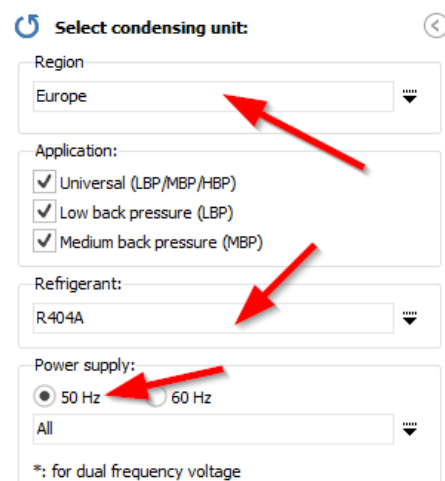 Select condensing unit:
Region
Europe
Application:
Universal (LBP/MBP/HBP)
Low back pressure (LBP)
Medium back pressure (MBP)
Refrigerant:
R404A
Power supply:
50 Hz 60 Hz
All
*: for dual frequency voltage